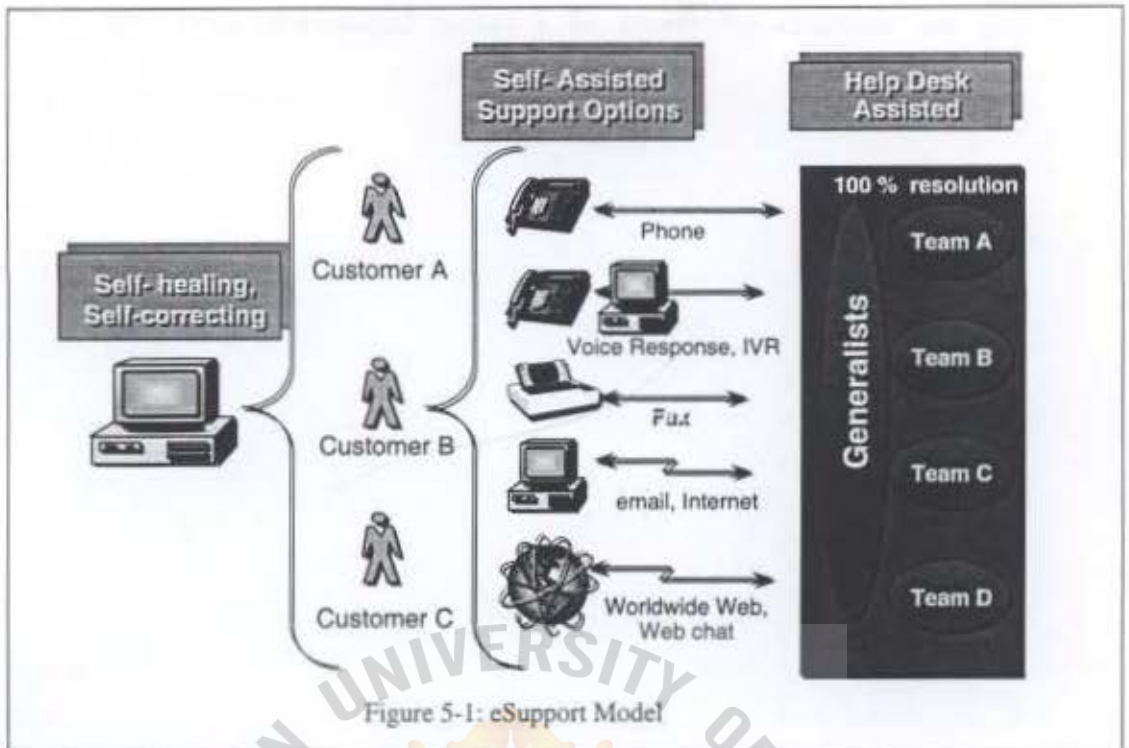 Self-Assisted
Support Options
Help Desk
Assisted
Self-healing,
Self-correcting
Customer A
Customer B
Customer C
Phone
Voice Response, IVR
Fax
email, Internet
Worldwide Web,
Web chat
100 % resolution
Generalists
Team A
Team B
Team C
Team D
Figure 5-1: eSupport Model
UNIVERSITY